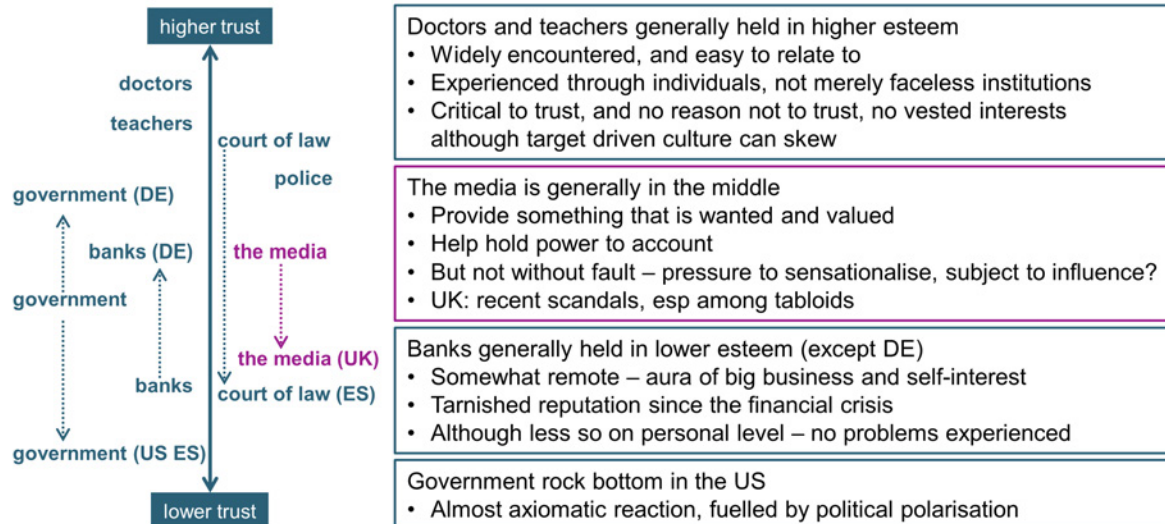 higher trust
doctors
teachers
court of law
police
government (DE)
banks (DE)
the media
government
the media (UK)
banks
court of law (ES)
government (US ES)
lower trust
Doctors and teachers generally held in higher esteem
• Widely encountered, and easy to relate to
• Experienced through individuals, not merely faceless institutions
• Critical to trust, and no reason not to trust, no vested interests
although target driven culture can skew
The media is generally in the middle
• Provide something that is wanted and valued
• Help hold power to account
• But not without fault – pressure to sensationalise, subject to influence?
• UK: recent scandals, esp among tabloids
Banks generally held in lower esteem (except DE)
• Somewhat remote – aura of big business and self-interest
• Tarnished reputation since the financial crisis
• Although less so on personal level – no problems experienced
Government rock bottom in the US
• Almost axiomatic reaction, fuelled by political polarisation